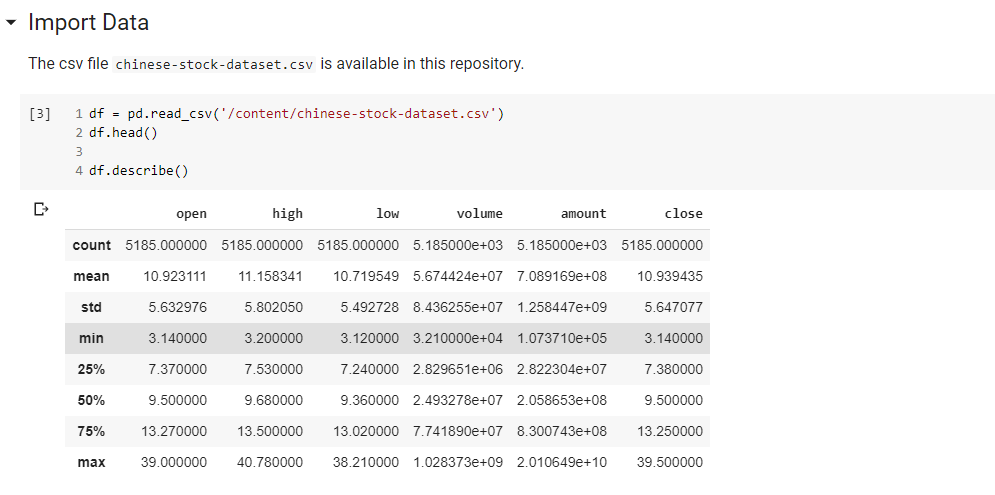 Import Data
The csv file chinese-stock-dataset.csv is available in this repository.
[3] 1 df = pd.read_csv('/content/chinese-stock-dataset.csv')
2 df.head()
3
4 df.describe()
open high low volume amount close
count 5185.000000 5185.000000 5185.000000 5.185000e+03 5.185000e+03 5185.000000
mean 10.923111 11.158341 10.719549 5.674424e+07 7.089169e+08 10.939435
std 5.632976 5.802050 5.492728 8.436255e+07 1.258447e+09 5.647077
min 3.140000 3.200000 3.120000 3.210000e+04 1.073710e+05 3.140000
25% 7.370000 7.530000 7.240000 2.829651e+06 2.822304e+07 7.380000
50% 9.500000 9.680000 9.360000 2.493278e+07 2.058653e+08 9.500000
75% 13.270000 13.500000 13.020000 7.741890e+07 8.300743e+08 13.250000
max 39.000000 40.780000 38.210000 1.028373e+09 2.010649e+10 39.500000